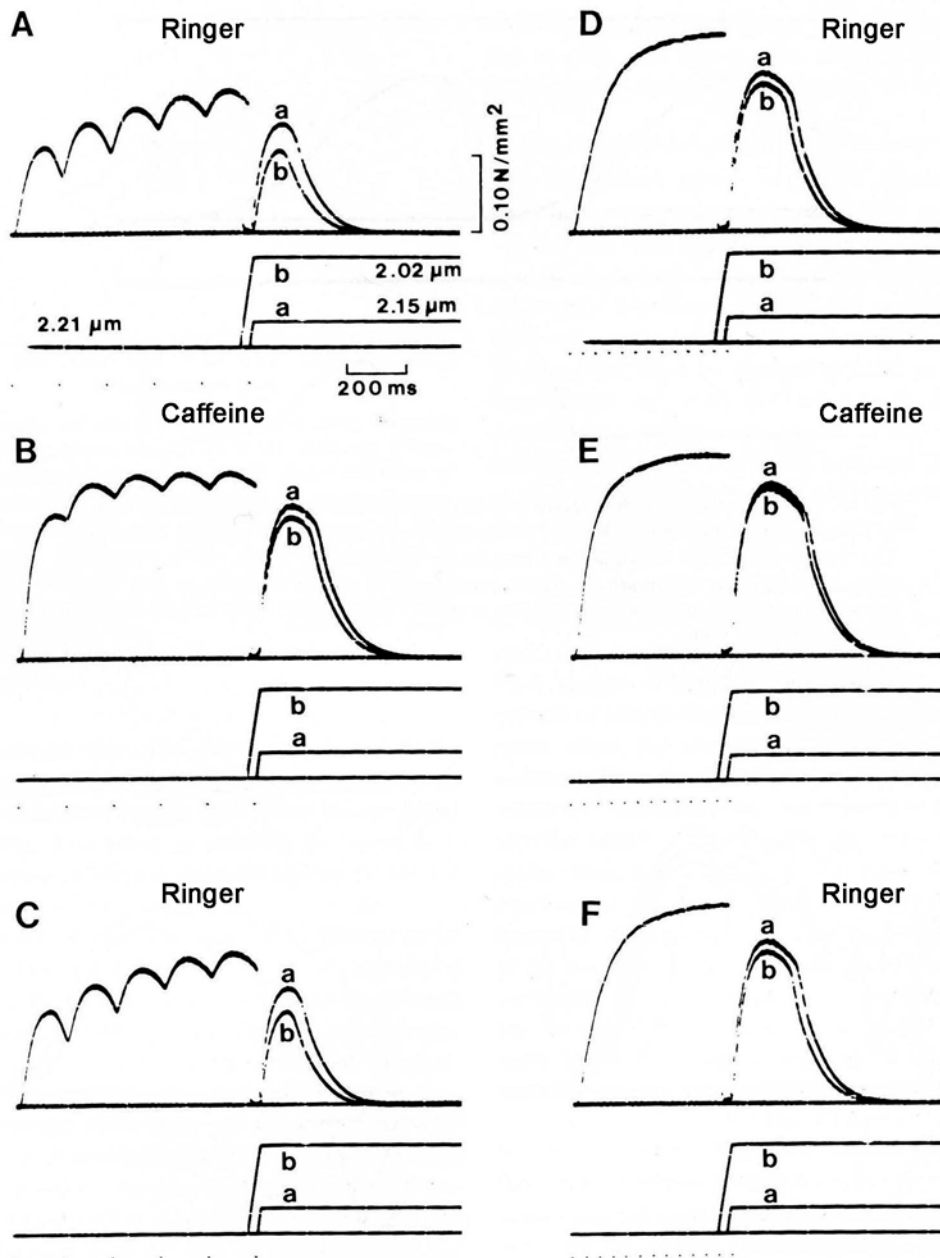 A Ringer
a
b
0.10 N/mm2
b
2.02 µm
a
2.15 µm
2.21 µm
200 ms
D Ringer
a
b
b
a
Caffeine
B
a
b
b
a
Caffeine
E
a
b
b
a
Ringer
C
a
b
b
a
Ringer
F
a
b
b
a